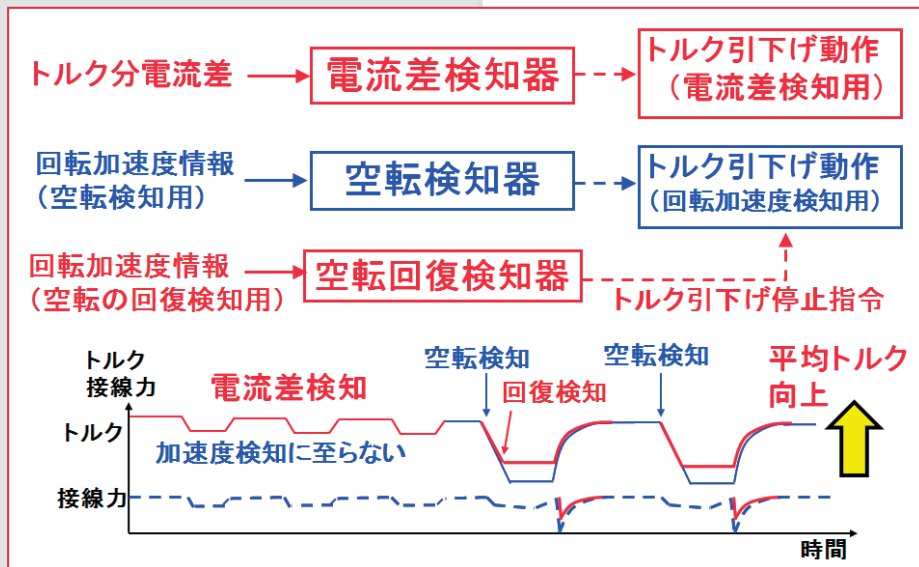 トルク分電流差
電流差検知器
トルク引下げ動作
（電流差検知用）
回転加速度情報
（空転検知用）
空転検知器
トルク引下げ動作
（回転加速度検知用）
回転加速度情報
（空転の回復検知用）
空転回復検知器
トルク引下げ停止指令
トルク
接線力
電流差検知
空転検知
回復検知
空転検知
平均トルク
向上
トルク
加速度検知に至らない
接線力
時間